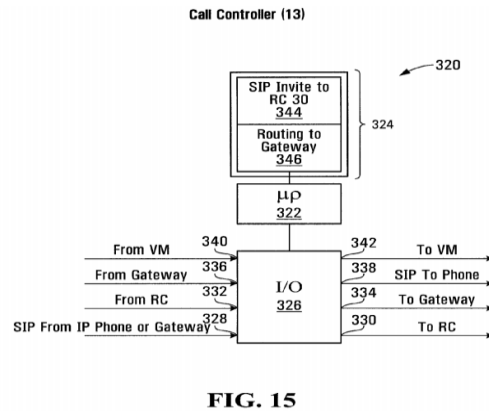 Call Controller (13)
320
SIP Invite to
RC 30
344
324
Routing to
Gateway
346
μρ
322
From VM 340
342 To VM
From Gateway 336
338 SIP To Phone
I/O
326
From RC 332
334 To Gateway
SIP From IP Phone or Gateway 328
330 To RC
FIG. 15